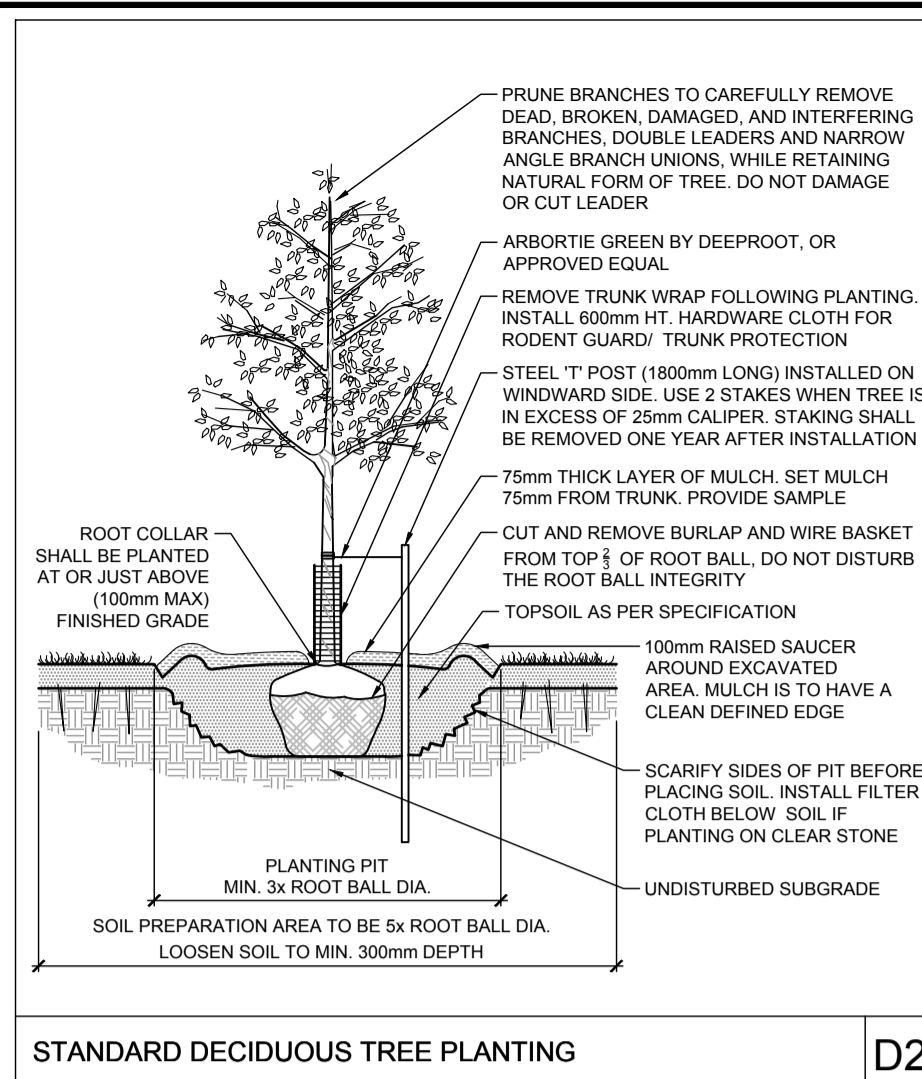 PRUNE BRANCHES TO CAREFULLY REMOVE
DEAD, BROKEN, DAMAGED, AND INTERFERING
BRANCHES, DOUBLE LEADERS AND NARROW
ANGLE BRANCH UNIONS, WHILE RETAINING
NATURAL FORM OF TREE. DO NOT DAMAGE
OR CUT LEADER
ARBORTIE GREEN BY DEEPROOT, OR
APPROVED EQUAL
REMOVE TRUNK WRAP FOLLOWING PLANTING.
INSTALL 600mm HT. HARDWARE CLOTH FOR
RODENT GUARD/ TRUNK PROTECTION
STEEL 'T' POST (1800mm LONG) INSTALLED ON
WINDWARD SIDE. USE 2 STAKES WHEN TREE IS
IN EXCESS OF 25mm CALIPER. STAKING SHALL
BE REMOVED ONE YEAR AFTER INSTALLATION
75mm THICK LAYER OF MULCH. SET MULCH
75mm FROM TRUNK. PROVIDE SAMPLE
CUT AND REMOVE BURLAP AND WIRE BASKET
FROM TOP 2/3 OF ROOT BALL, DO NOT DISTURB
THE ROOT BALL INTEGRITY
TOPSOIL AS PER SPECIFICATION
100mm RAISED SAUCER
AROUND EXCAVATED
AREA. MULCH IS TO HAVE A
CLEAN DEFINED EDGE
SCARIFY SIDES OF PIT BEFORE
PLACING SOIL. INSTALL FILTER
CLOTH BELOW SOIL IF
PLANTING ON CLEAR STONE
UNDISTURBED SUBGRADE
ROOT COLLAR
SHALL BE PLANTED
AT OR JUST ABOVE
(100mm MAX)
FINISHED GRADE
PLANTING PIT
MIN. 3x ROOT BALL DIA.
SOIL PREPARATION AREA TO BE 5x ROOT BALL DIA.
LOOSEN SOIL TO MIN. 300mm DEPTH
STANDARD DECIDUOUS TREE PLANTING
D2